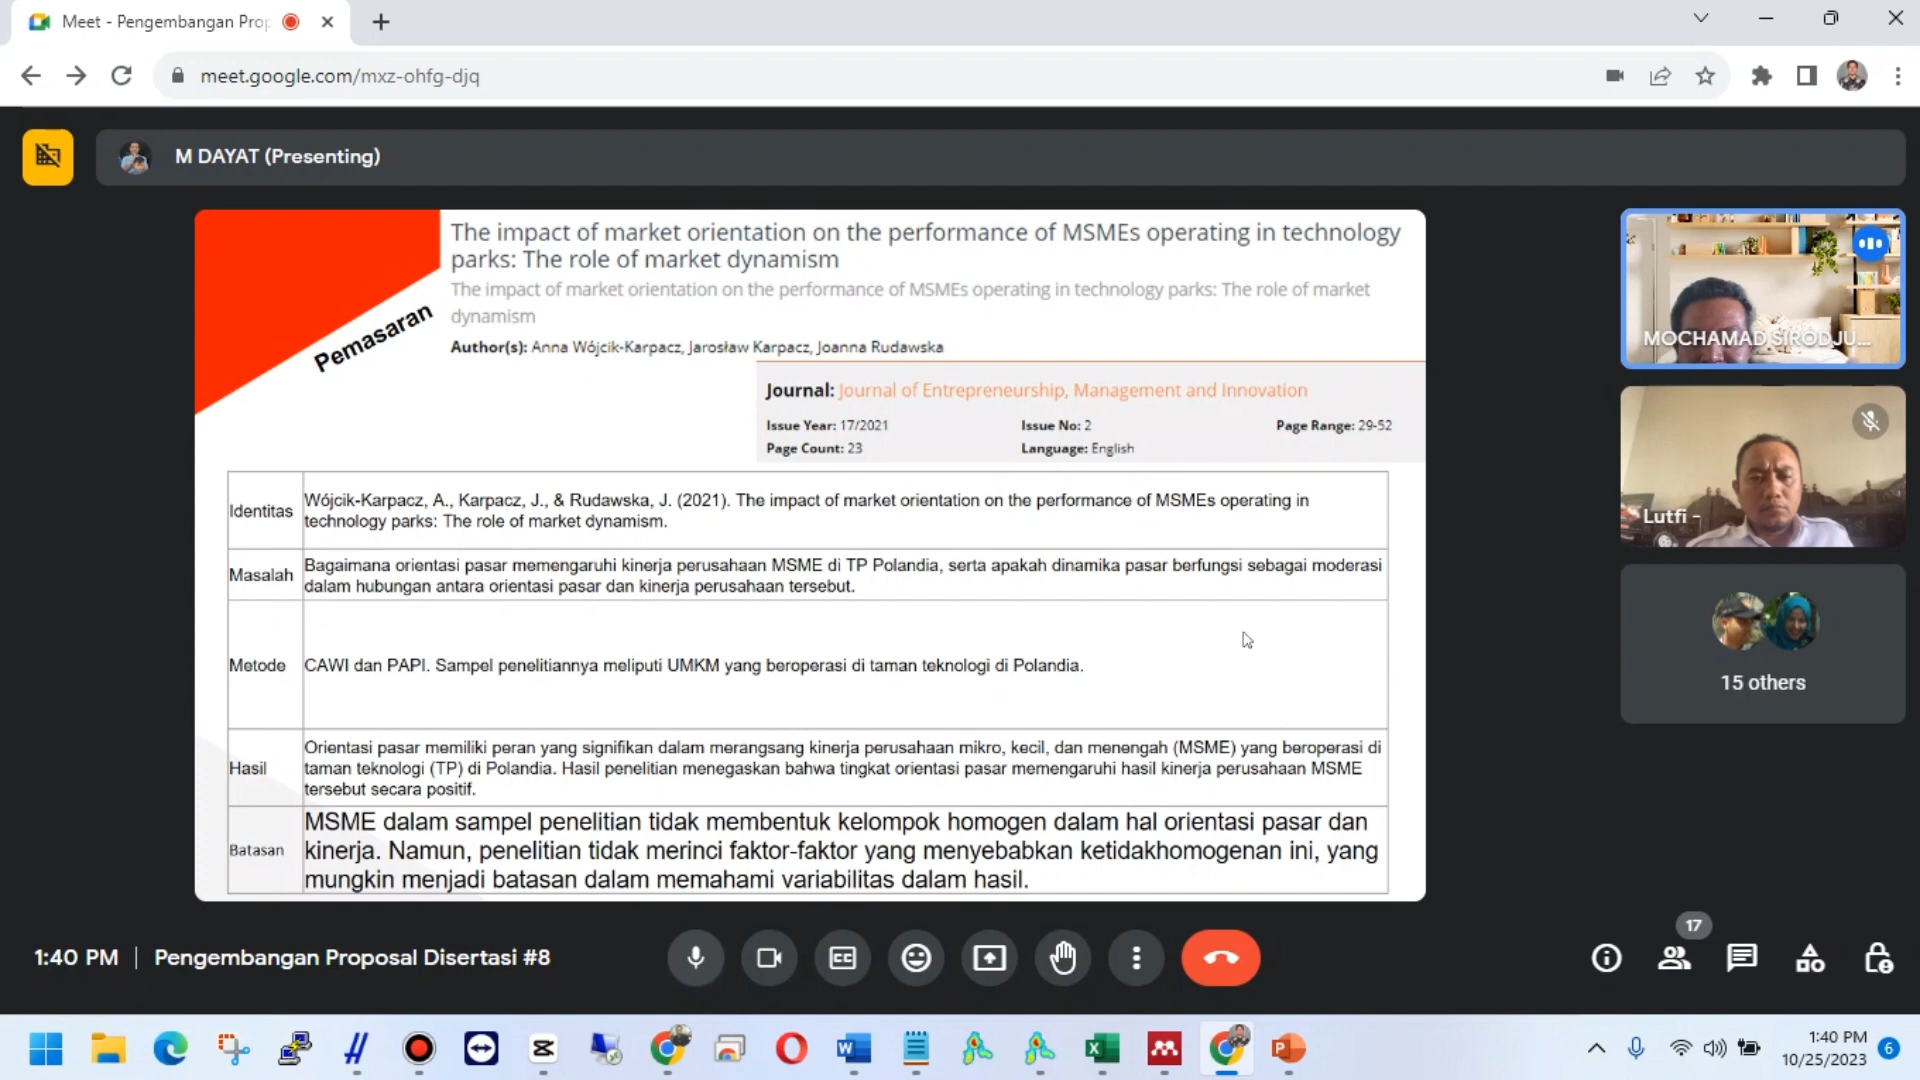 Meet - Pengembangan Prop
meet.google.com/mxz-ohfg-djq
M DAYAT (Presenting)
The impact of market orientation on the performance of MSMEs operating in technology
parks: The role of market dynamism
The impact of market orientation on the performance of MSMEs operating in technology parks: The role of market
dynamism
Author(s): Anna Wójcik-Karpacz, Jarosław Karpacz, Joanna Rudawska
Pemasaran
Journal: Journal of Entrepreneurship, Management and Innovation
Issue Year: 17/2021 Issue No: 2 Page Range: 29-52
Page Count: 23 Language: English
Identitas
Wójcik-Karpacz, A., Karpacz, J., & Rudawska, J. (2021). The impact of market orientation on the performance of MSMEs operating in
technology parks: The role of market dynamism.
Masalah
Bagaimana orientasi pasar memengaruhi kinerja perusahaan MSME di TP Polandia, serta apakah dinamika pasar berfungsi sebagai moderasi
dalam hubungan antara orientasi pasar dan kinerja perusahaan tersebut.
Metode
CAWI dan PAPI. Sampel penelitiannya meliputi UMKM yang beroperasi di taman teknologi di Polandia.
Hasil
Orientasi pasar memiliki peran yang signifikan dalam merangsang kinerja perusahaan mikro, kecil, dan menengah (MSME) yang beroperasi di
taman teknologi (TP) di Polandia. Hasil penelitian menegaskan bahwa tingkat orientasi pasar memengaruhi hasil kinerja perusahaan MSME
tersebut secara positif.
Batasan
MSME dalam sampel penelitian tidak membentuk kelompok homogen dalam hal orientasi pasar dan
kinerja. Namun, penelitian tidak merinci faktor-faktor yang menyebabkan ketidakhomogenan ini, yang
mungkin menjadi batasan dalam memahami variabilitas dalam hasil.
MOCHAMAD SIRODJU...
Lutfi -
15 others
1:40 PM | Pengembangan Proposal Disertasi #8
CC
17
1:40 PM
10/25/2023
6